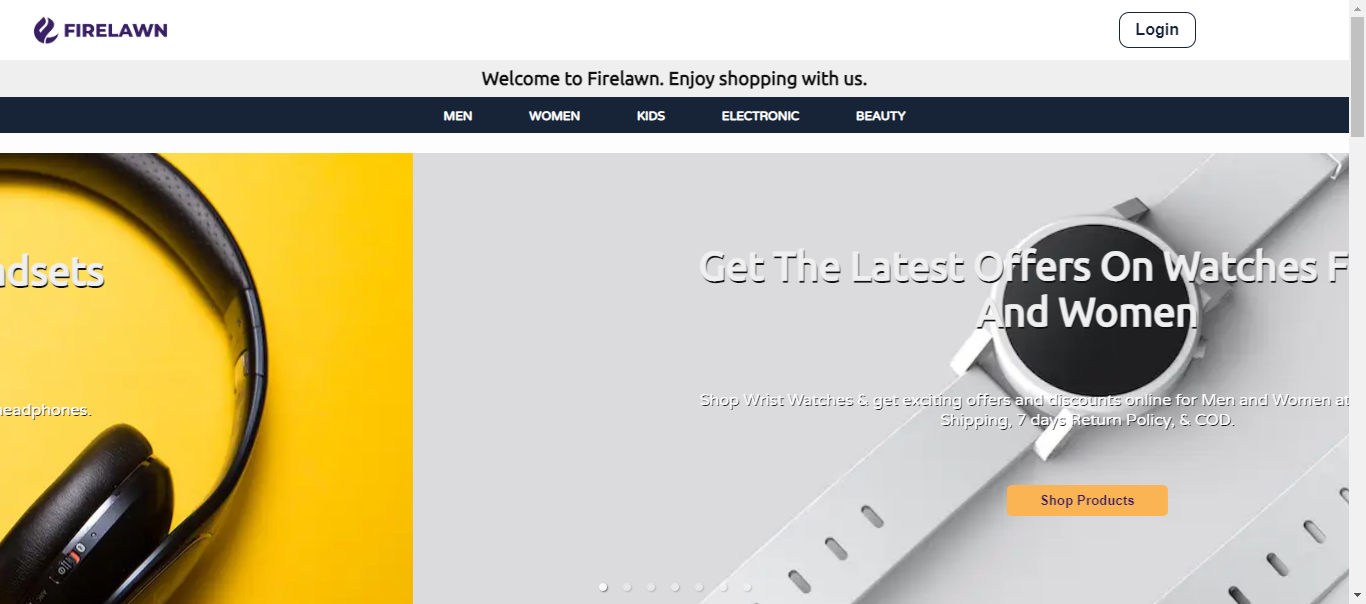 FIRELAWN
Login
Welcome to Firelawn. Enjoy shopping with us.
MEN WOMEN KIDS ELECTRONIC BEAUTY
Get The Latest Offers On Watches F
dsets
And Women
Shop Wrist Watches & get exciting offers and discounts online for Men and Women at
eadphones.
Shipping, 7 days Return Policy, & COD.
Shop Products